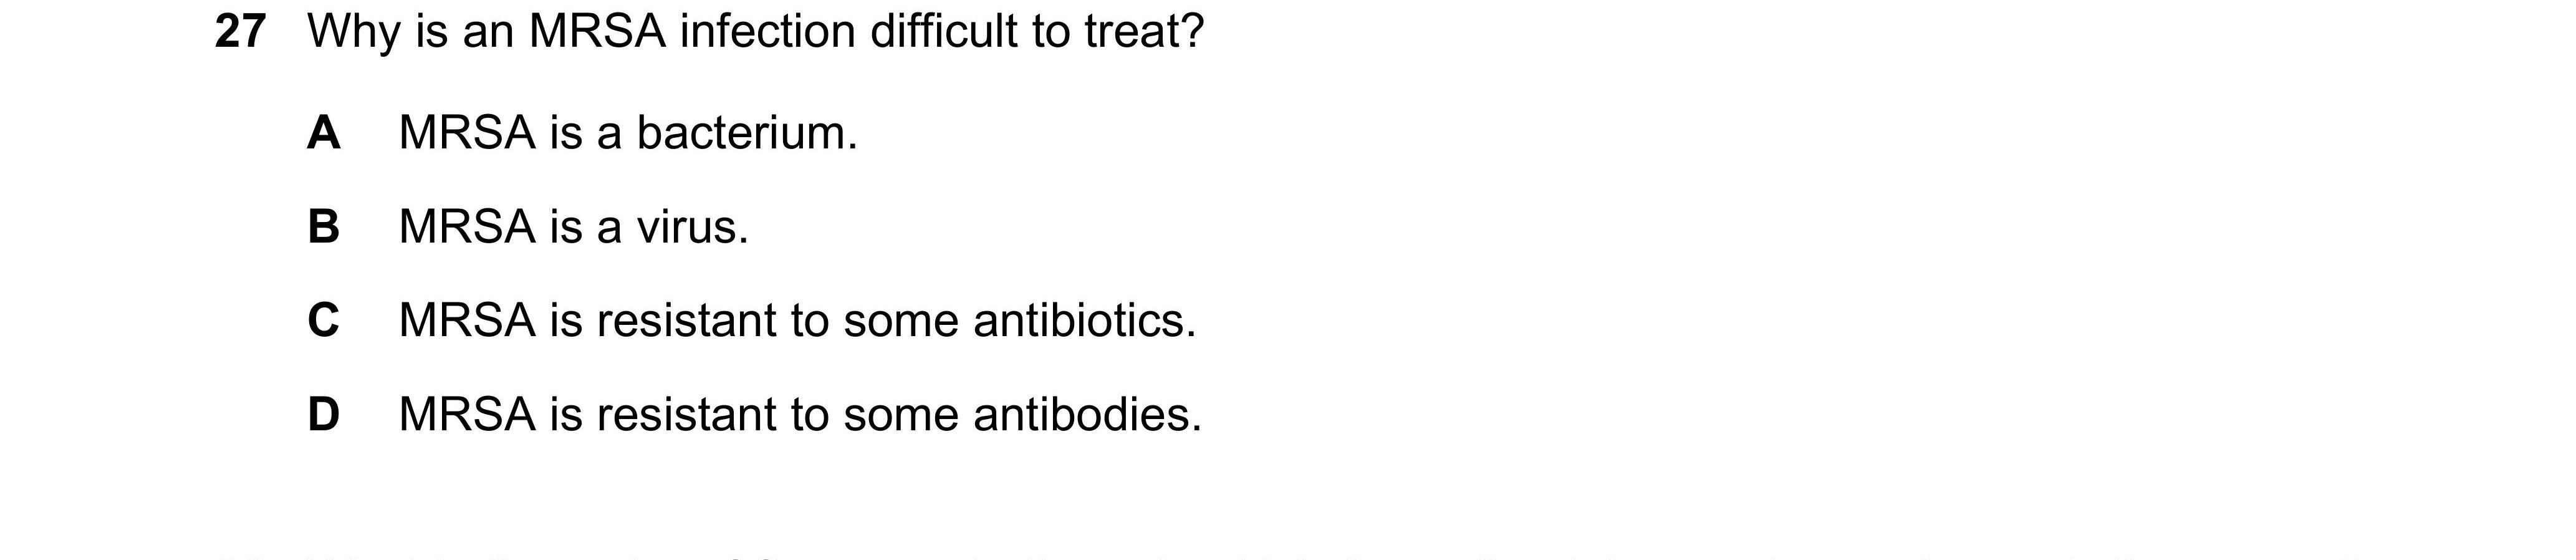 27 Why is an MRSA infection difficult to treat?
A MRSA is a bacterium.
B MRSA is a virus.
C MRSA is resistant to some antibiotics.
D MRSA is resistant to some antibodies.